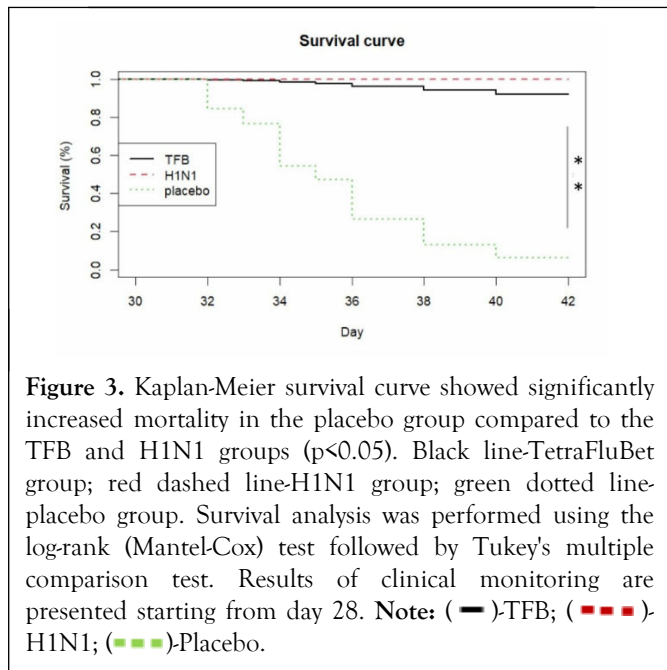 Survival curve
Survival (%)
1.0
0.8
0.6
0.4
0.2
0.0
TFB
H1N1
placebo
*
*
30 32 34 36 38 40 42
Day
Figure 3. Kaplan-Meier survival curve showed significantly
increased mortality in the placebo group compared to the
TFB and H1N1 groups (p<0.05). Black line-TetraFluBet
group; red dashed line-H1N1 group; green dotted line-
placebo group. Survival analysis was performed using the
log-rank (Mantel-Cox) test followed by Tukey's multiple
comparison test. Results of clinical monitoring are
presented starting from day 28. Note: ( )-TFB; ( )-
H1N1; ( )-Placebo.